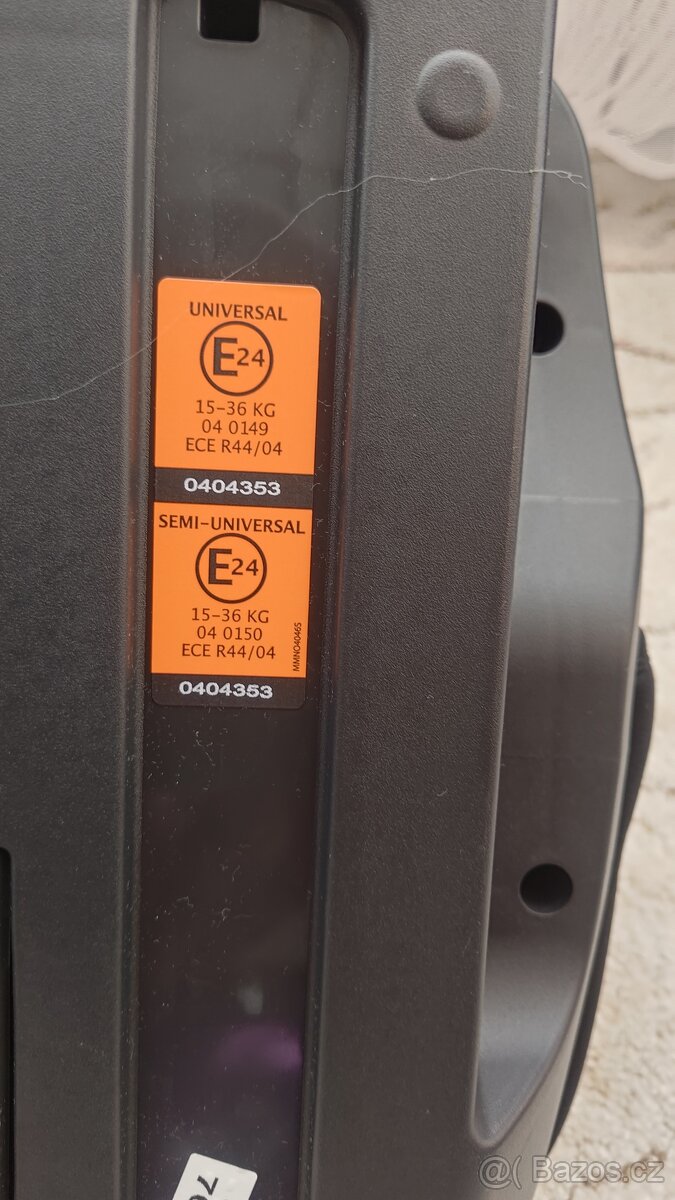 UNIVERSAL
E24
15-36 KG
04 0149
ECE R44/04
0404353
SEMI-UNIVERSAL
E24
15-36 KG
04 0150
ECE R44/04
MMNO4046S
0404353
@( Bazos.cz